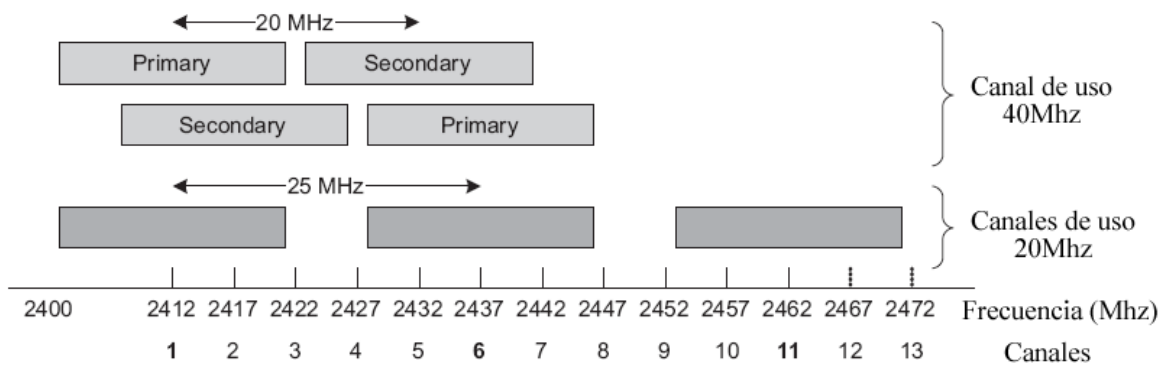 20 MHz
Primary Secondary
Secondary Primary
Canal de uso
40Mhz
25 MHz
Canales de uso
20Mhz
2400 2412 2417 2422 2427 2432 2437 2442 2447 2452 2457 2462 2467 2472 Frecuencia (Mhz)
1 2 3 4 5 6 7 8 9 10 11 12 13 Canales